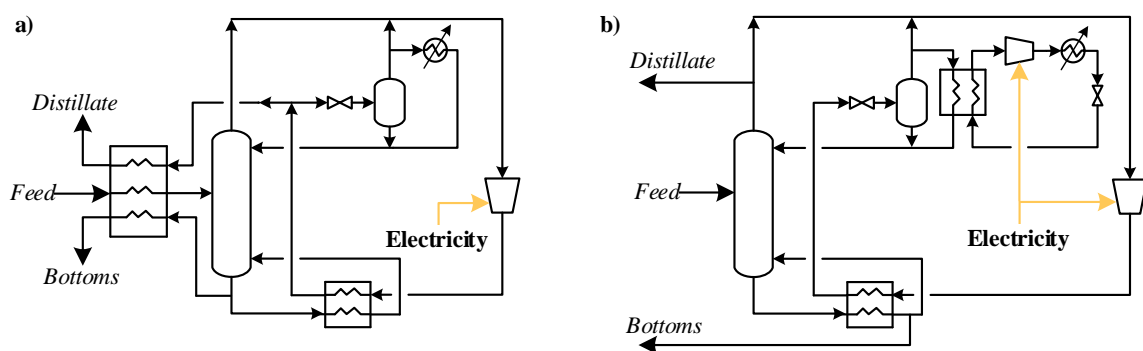 a)
Distillate
Feed
Electricity
Bottoms
b)
Distillate
Feed
Electricity
Bottoms